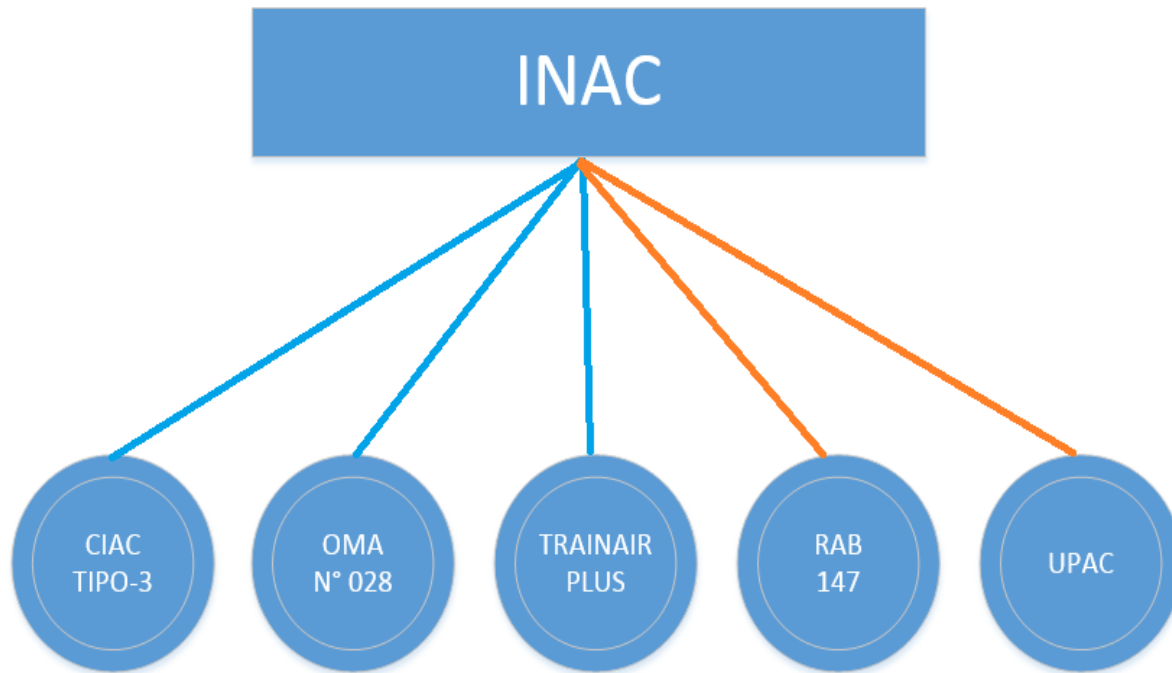 INAC
CIAC
TIPO-3
OMA
N° 028
TRAINAIR
PLUS
RAB
147
UPAC